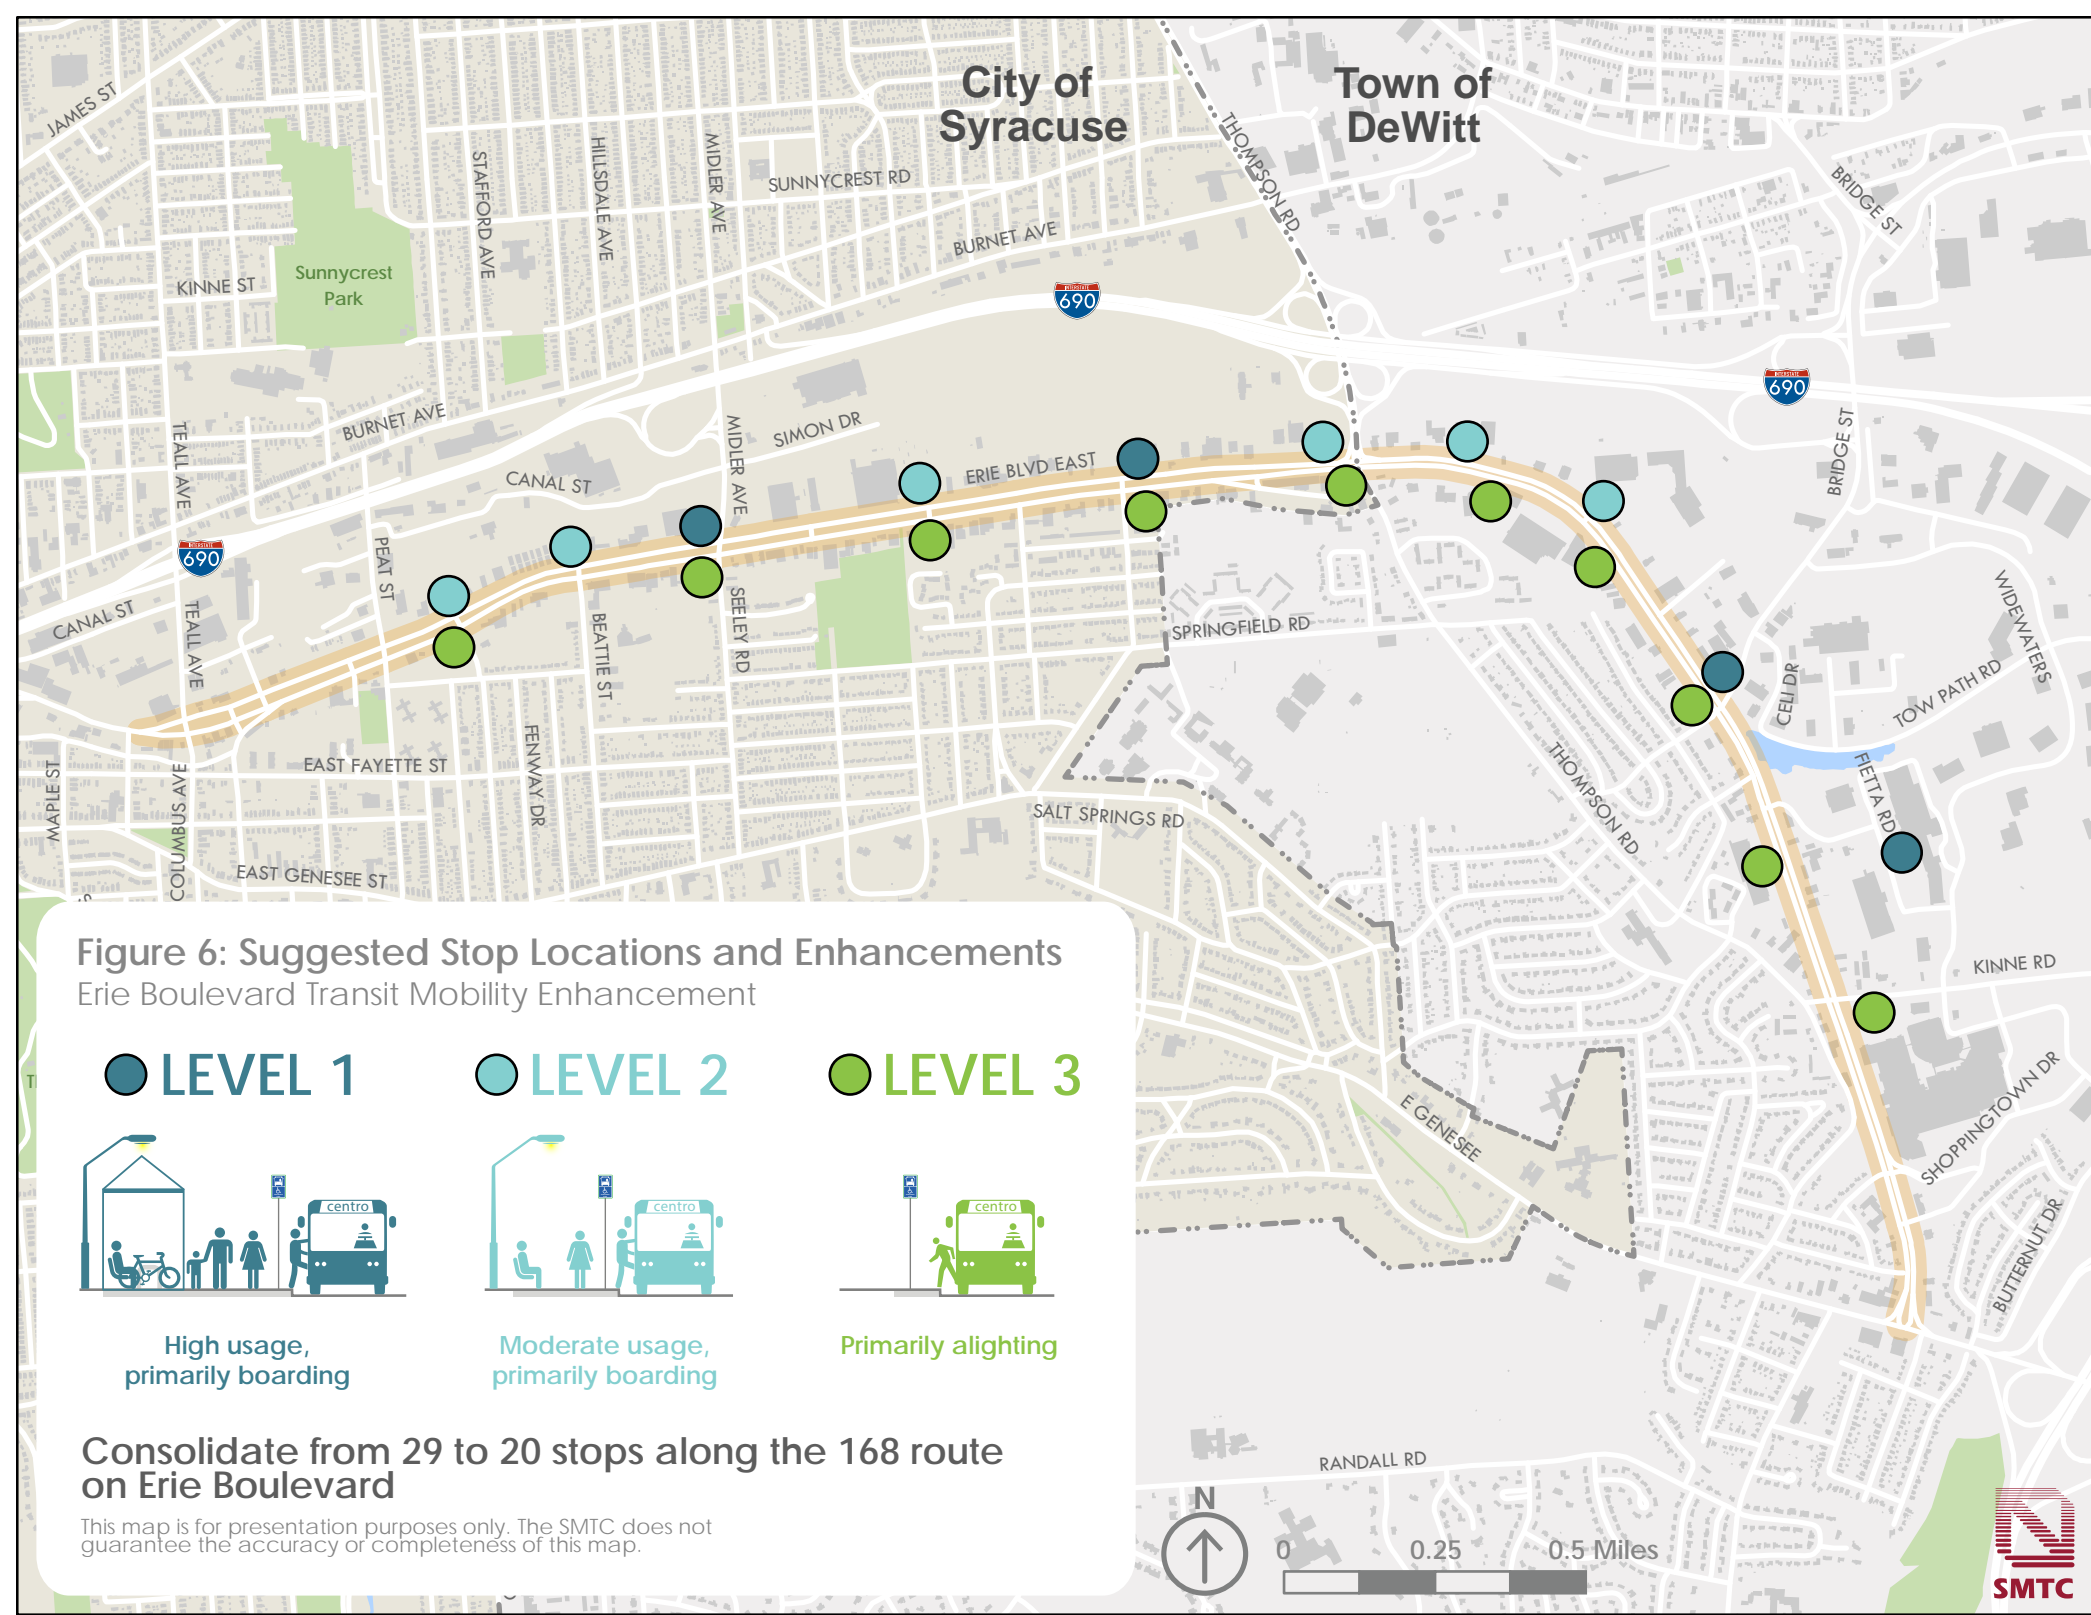 City of
Syracuse
Town of
DeWitt
JAMES ST
STAFFORD AVE
HILLSDALE AVE
MIDLER AVE
SUNNYCREST RD
THOMPSON RD
BRIDGE ST
BURNET AVE
KINNE ST
Sunnycrest
Park
INTERSTATE
690
INTERSTATE
690
BURNET AVE
TEALL AVE
MIDLER AVE
SIMON DR
BRIDGE ST
CANAL ST
ERIE BLVD EAST
INTERSTATE
690
PEAT ST
CANAL ST
TEALL AVE
BEATTIE ST
SEELEY RD
SPRINGFIELD RD
WIDEWATERS
CELI DR
TOW PATH RD
MAPLE ST
COLUMBUS AVE
EAST FAYETTE ST
FENWAY DR
THOMPSON RD
FIETTA RD
SALT SPRINGS RD
EAST GENESEE ST
KINNE RD
SHOPPINGTOWN DR
E GENESEE
BUTTERNUT DR
Figure 6: Suggested Stop Locations and Enhancements
Erie Boulevard Transit Mobility Enhancement
LEVEL 1
LEVEL 2
LEVEL 3
centro
centro
centro
High usage,
primarily boarding
Moderate usage,
primarily boarding
Primarily alighting
Consolidate from 29 to 20 stops along the 168 route
on Erie Boulevard
This map is for presentation purposes only. The SMTC does not
guarantee the accuracy or completeness of this map.
RANDALL RD
N
0 0.25 0.5 Miles
SMTC